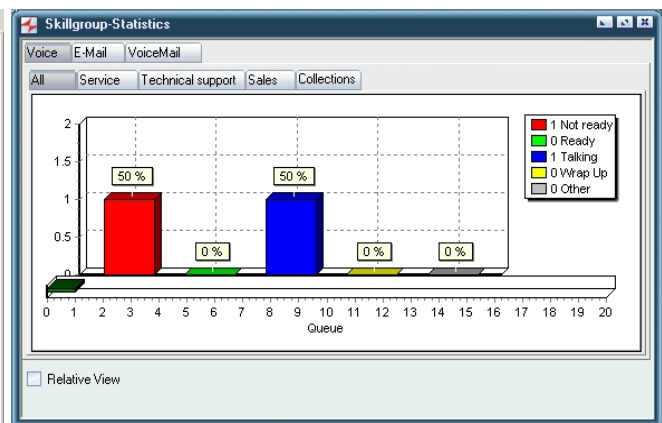 Skillgroup-Statistics
Voice E-Mail VoiceMail
All Service Technical support Sales Collections
2
1.5
1
0.5
0
50 % 0 % 50 % 0 % 0 %
1 Not ready
0 Ready
1 Talking
0 Wrap Up
0 Other
0 1 2 3 4 5 6 7 8 9 10 11 12 13 14 15 16 17 18 19 20
Queue
Relative View